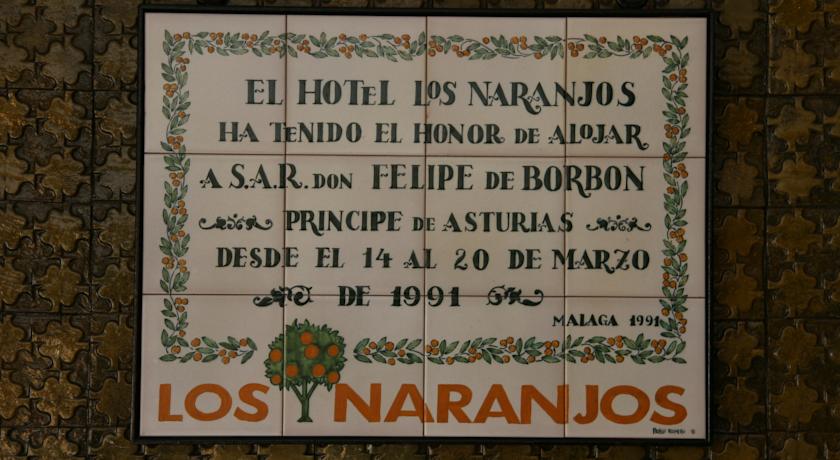 EL HOTEL LOS NARANJOS
HA TENIDO EL HONOR DE ALOJAR
A S.A.R. DON FELIPE DE BORBON
PRINCIPE DE ASTURIAS
DESDE EL 14 AL 20 DE MARZO
DE 1991
MALAGA 1991
LOS NARANJOS